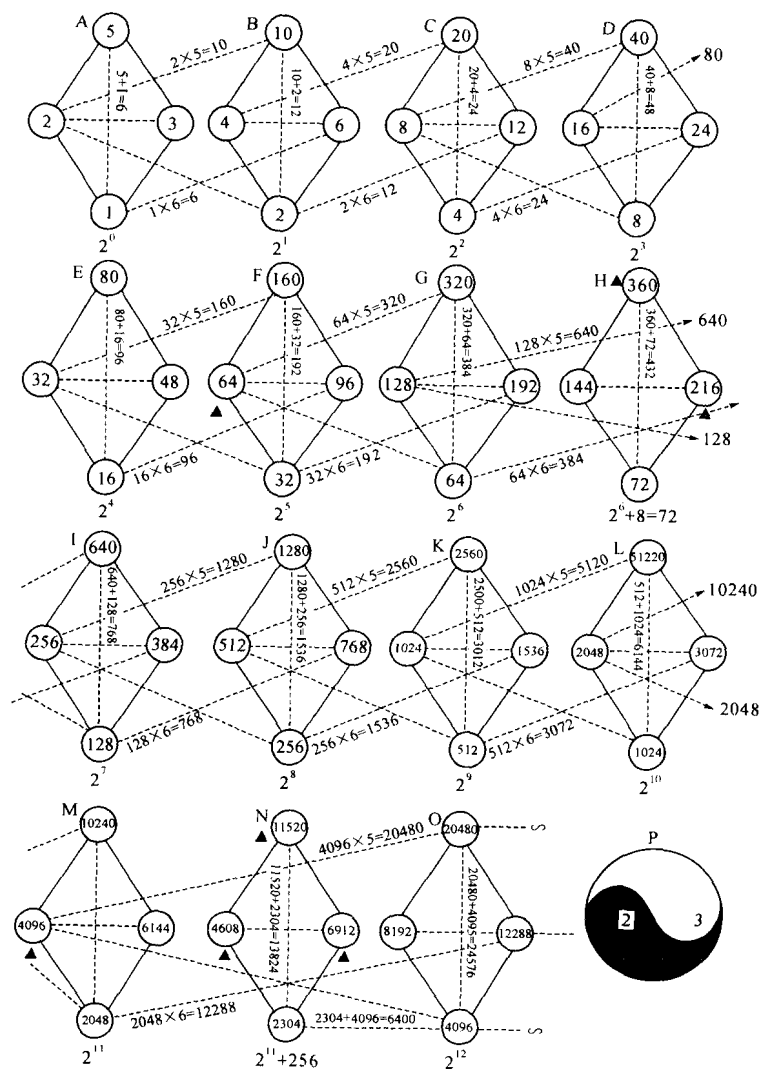 A B C D
5 10 20 40
2×5=10 4×5=20 8×5=40 80
5+1=6 10+2=12 20+4=24 40+8=48
2 3 4 6 8 12 16 24
1×6=6 2×6=12 4×6=24
1 2 4 8
2⁰ 2¹ 2² 2³
E F G H
80 160 320 ▲ 360
32×5=160 64×5=320 128×5=640 640
80+16=96 160+32=192 320+64=384 360+72=432
32 48 64 96 128 192 144 216
▲ ▲
128
16×6=96 32×6=192 64×6=384
16 32 64 72
2⁴ 2⁵ 2⁶ 2⁶+8=72
I J K L
640 1280 2560 51220
256×5=1280 512×5=2560 1024×5=5120 10240
640+128=768 1280+256=1536 2500+512=3012 512+1024=6144
256 384 512 768 1024 1536 2048 3072
2048
128×6=768 256×6=1536 512×6=3072
128 256 512 1024
2⁷ 2⁸ 2⁹ 2¹⁰
M N O P
10240 ▲ 11520 20480
4096×5=20480
11520+2304=13824 20480+4095=24576
4096 6144 4608 6912 8192 12288 2 3
▲ ▲ ▲
2048×6=12288 2304+4096=6400
2048 2304 4096
2¹¹ 2¹¹+256 2¹²